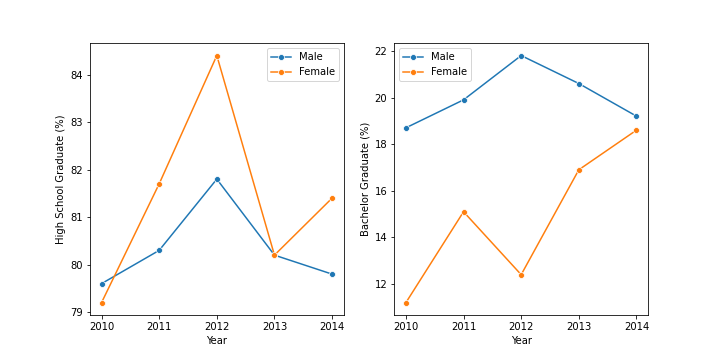 High School Graduate (%)
84
83
82
81
80
79
2010 2011 2012 2013 2014
Year
Male
Female
Bachelor Graduate (%)
22
20
18
16
14
12
2010 2011 2012 2013 2014
Year
Male
Female